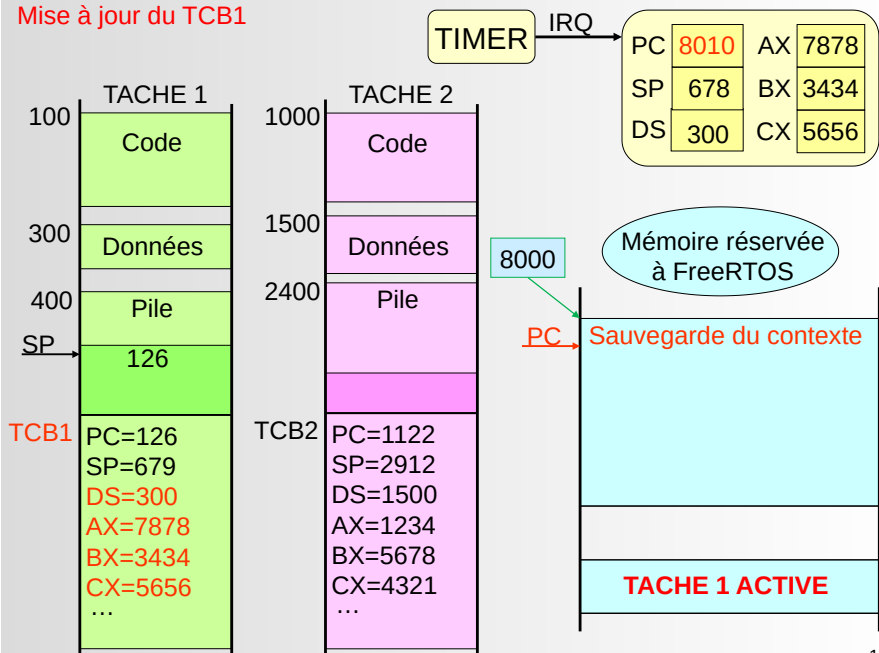 Mise à jour du TCB1
TIMER
IRQ
PC 8010 AX 7878
SP 678 BX 3434
DS 300 CX 5656
TACHE 1
100
Code
300
Données
400
Pile
SP
126
TCB1
PC=126
SP=679
DS=300
AX=7878
BX=3434
CX=5656
…
TACHE 2
1000
Code
1500
Données
2400
Pile
TCB2
PC=1122
SP=2912
DS=1500
AX=1234
BX=5678
CX=4321
…
Mémoire réservée
à FreeRTOS
8000
PC
Sauvegarde du contexte
TACHE 1 ACTIVE